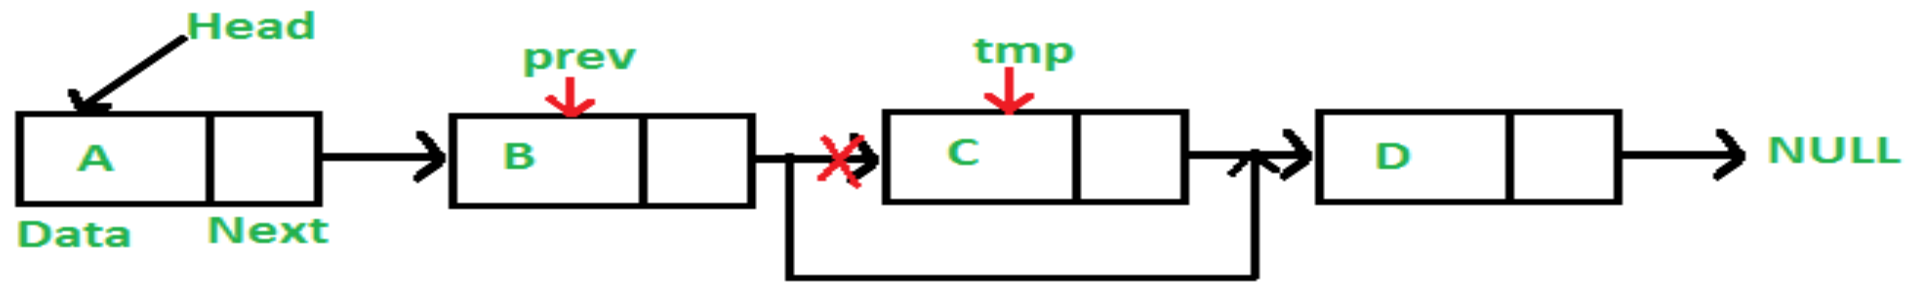 Head
prev
tmp
A
B
C
D
NULL
Data
Next